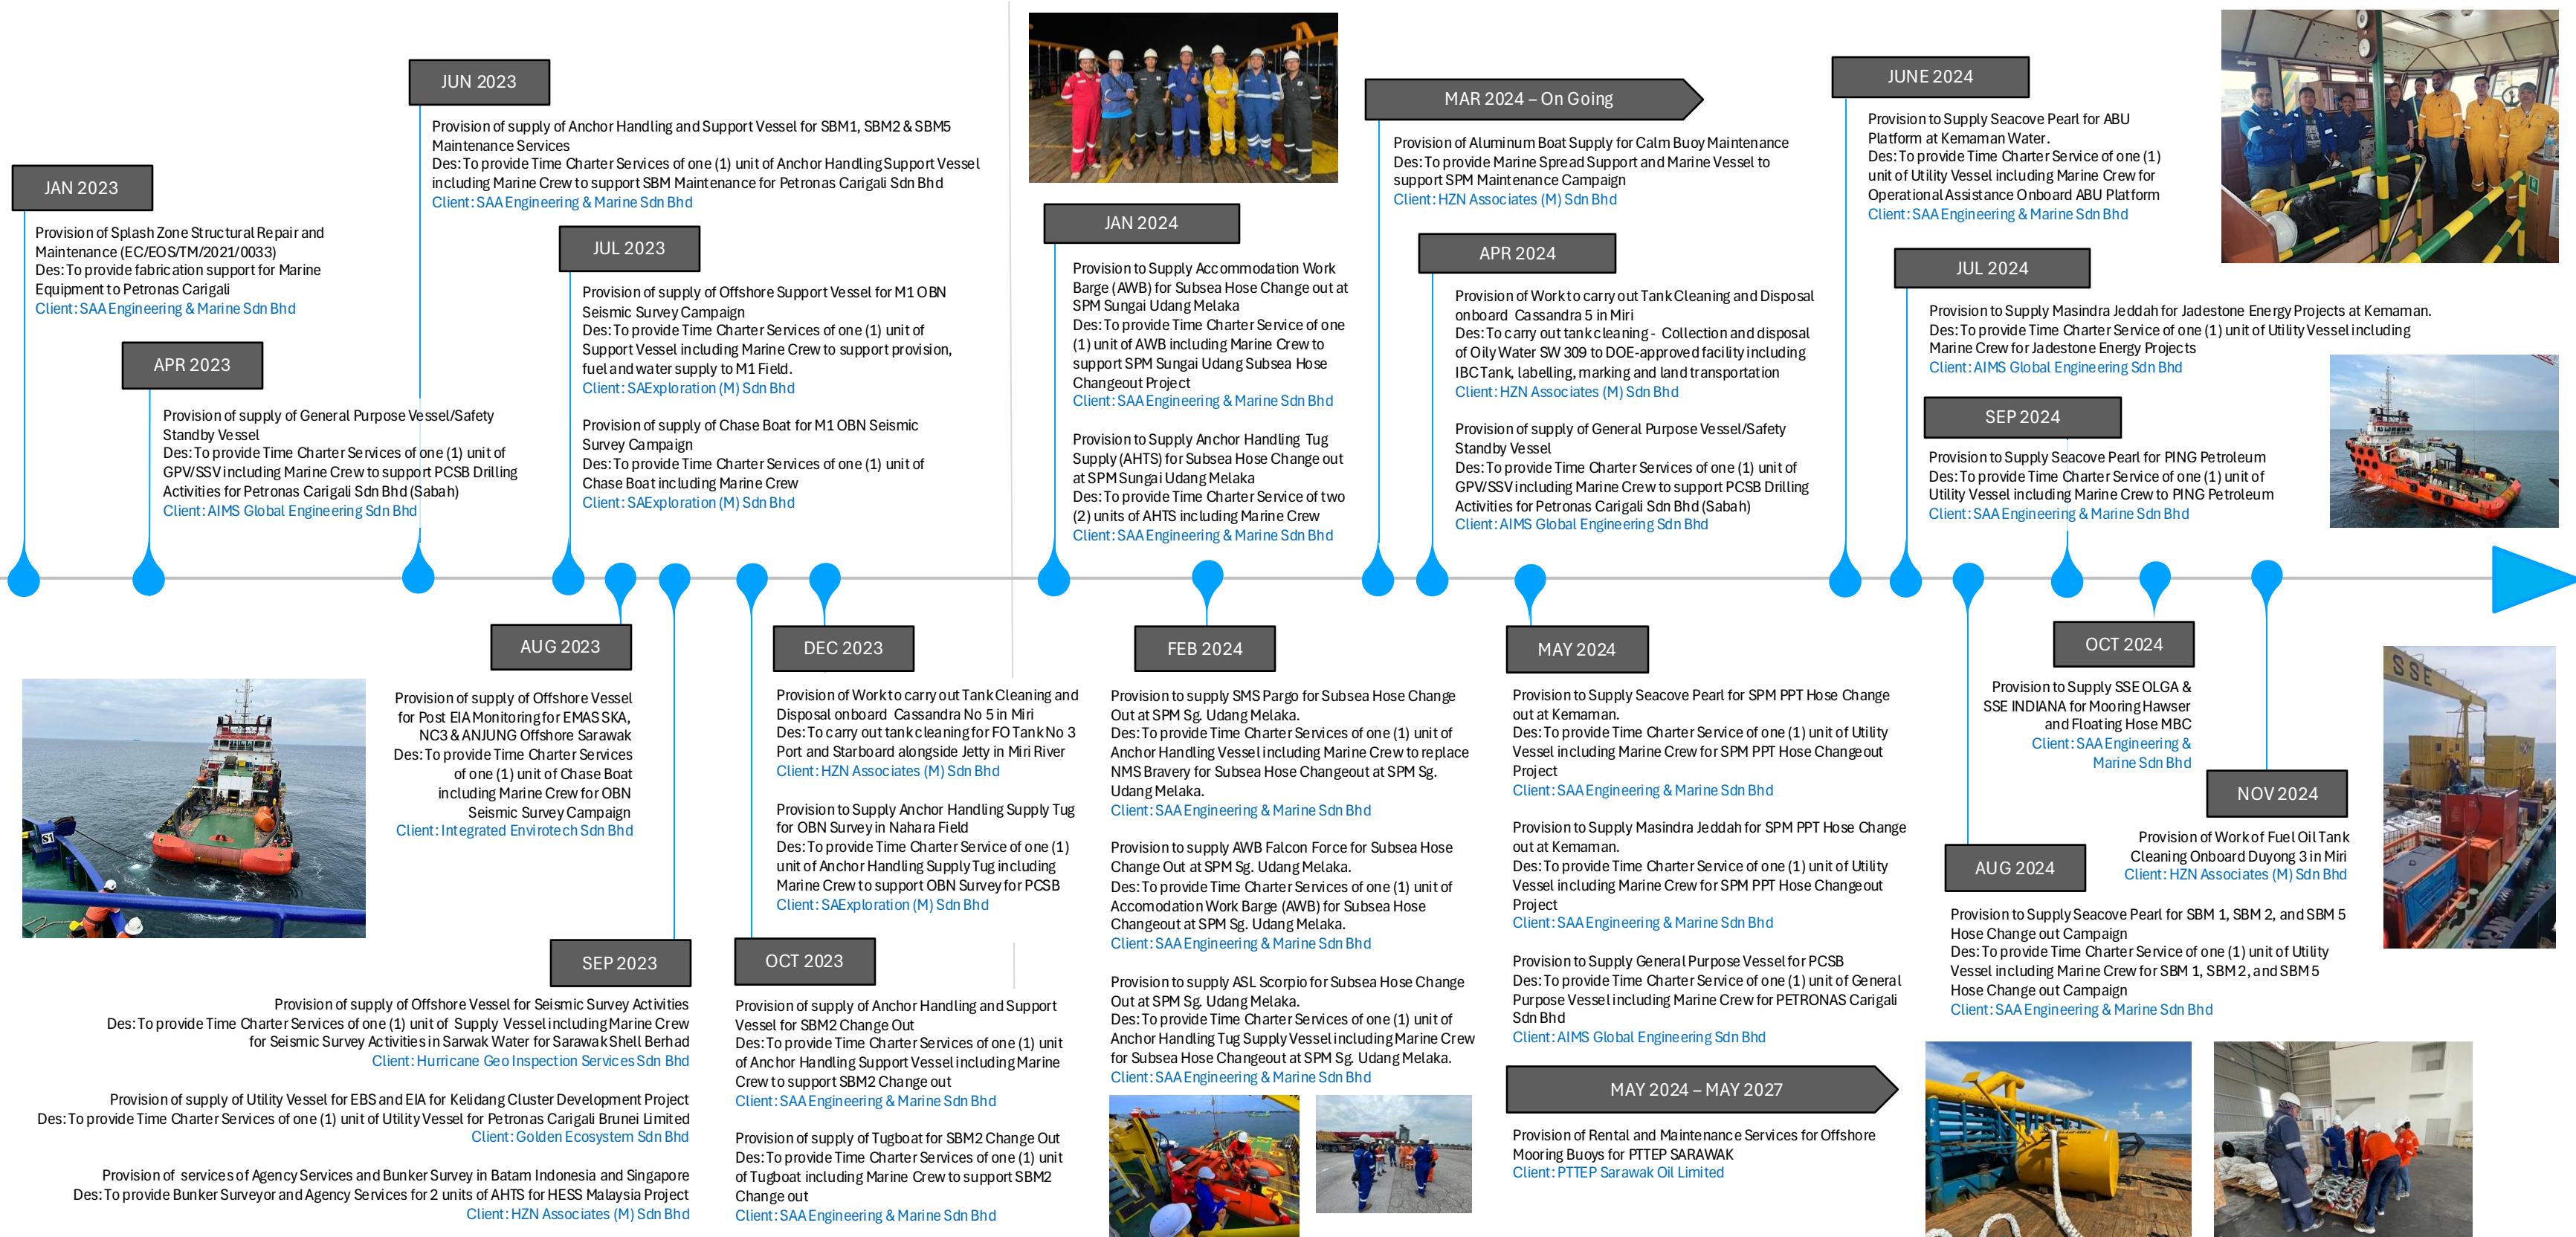 JAN 2023
Provision of Splash Zone Structural Repair and
Maintenance (EC/EOS/TM/2021/0033)
Des: To provide fabrication support for Marine
Equipment to Petronas Carigali
Client: SAA Engineering & Marine Sdn Bhd
APR 2023
Provision of supply of General Purpose Vessel/Safety
Standby Vessel
Des: To provide Time Charter Services of one (1) unit of
GPV/SSV including Marine Crew to support PCSB Drilling
Activities for Petronas Carigali Sdn Bhd (Sabah)
Client: AIMS Global Engineering Sdn Bhd
JUN 2023
Provision of supply of Anchor Handling and Support Vessel for SBM1, SBM2 & SBM5
Maintenance Services
Des: To provide Time Charter Services of one (1) unit of Anchor Handling Support Vessel
including Marine Crew to support SBM Maintenance for Petronas Carigali Sdn Bhd
Client: SAA Engineering & Marine Sdn Bhd
JUL 2023
Provision of supply of Offshore Support Vessel for M1 OBN
Seismic Survey Campaign
Des: To provide Time Charter Services of one (1) unit of
Support Vessel including Marine Crew to support provision,
fuel and water supply to M1 Field.
Client: SAExploration (M) Sdn Bhd
Provision of supply of Chase Boat for M1 OBN Seismic
Survey Campaign
Des: To provide Time Charter Services of one (1) unit of
Chase Boat including Marine Crew
Client: SAExploration (M) Sdn Bhd
AUG 2023
Provision of supply of Offshore Vessel
for Post EIA Monitoring for EMAS SKA,
NC3 & ANJUNG Offshore Sarawak
Des: To provide Time Charter Services
of one (1) unit of Chase Boat
including Marine Crew for OBN
Seismic Survey Campaign
Client: Integrated Envirotech Sdn Bhd
SEP 2023
Provision of supply of Offshore Vessel for Seismic Survey Activities
Des: To provide Time Charter Services of one (1) unit of Supply Vessel including Marine Crew
for Seismic Survey Activities in Sarwak Water for Sarawak Shell Berhad
Client: Hurricane Geo Inspection Services Sdn Bhd
Provision of supply of Utility Vessel for EBS and EIA for Kelidang Cluster Development Project
Des: To provide Time Charter Services of one (1) unit of Utility Vessel for Petronas Carigali Brunei Limited
Client: Golden Ecosystem Sdn Bhd
Provision of services of Agency Services and Bunker Survey in Batam Indonesia and Singapore
Des: To provide Bunker Surveyor and Agency Services for 2 units of AHTS for HESS Malaysia Project
Client: HZN Associates (M) Sdn Bhd
OCT 2023
Provision of supply of Anchor Handling and Support
Vessel for SBM2 Change Out
Des: To provide Time Charter Services of one (1) unit
of Anchor Handling Support Vessel including Marine
Crew to support SBM2 Change out
Client: SAA Engineering & Marine Sdn Bhd
Provision of supply of Tugboat for SBM2 Change Out
Des: To provide Time Charter Services of one (1) unit
of Tugboat including Marine Crew to support SBM2
Change out
Client: SAA Engineering & Marine Sdn Bhd
DEC 2023
Provision of Work to carry out Tank Cleaning and
Disposal onboard Cassandra No 5 in Miri
Des: To carry out tank cleaning for FO Tank No 3
Port and Starboard alongside Jetty in Miri River
Client: HZN Associates (M) Sdn Bhd
Provision to Supply Anchor Handling Supply Tug
for OBN Survey in Nahara Field
Des: To provide Time Charter Service of one (1)
unit of Anchor Handling Supply Tug including
Marine Crew to support OBN Survey for PCSB
Client: SAExploration (M) Sdn Bhd
JAN 2024
Provision to Supply Accommodation Work
Barge (AWB) for Subsea Hose Change out at
SPM Sungai Udang Melaka
Des: To provide Time Charter Service of one
(1) unit of AWB including Marine Crew to
support SPM Sungai Udang Subsea Hose
Changeout Project
Client: SAA Engineering & Marine Sdn Bhd
Provision to Supply Anchor Handling Tug
Supply (AHTS) for Subsea Hose Change out
at SPM Sungai Udang Melaka
Des: To provide Time Charter Service of two
(2) units of AHTS including Marine Crew
Client: SAA Engineering & Marine Sdn Bhd
FEB 2024
Provision to supply SMS Pargo for Subsea Hose Change
Out at SPM Sg. Udang Melaka.
Des: To provide Time Charter Services of one (1) unit of
Anchor Handling Vessel including Marine Crew to replace
NMS Bravery for Subsea Hose Changeout at SPM Sg.
Udang Melaka.
Client: SAA Engineering & Marine Sdn Bhd
Provision to supply AWB Falcon Force for Subsea Hose
Change Out at SPM Sg. Udang Melaka.
Des: To provide Time Charter Services of one (1) unit of
Accomodation Work Barge (AWB) for Subsea Hose
Changeout at SPM Sg. Udang Melaka.
Client: SAA Engineering & Marine Sdn Bhd
Provision to supply ASL Scorpio for Subsea Hose Change
Out at SPM Sg. Udang Melaka.
Des: To provide Time Charter Services of one (1) unit of
Anchor Handling Tug Supply Vessel including Marine Crew
for Subsea Hose Changeout at SPM Sg. Udang Melaka.
Client: SAA Engineering & Marine Sdn Bhd
MAR 2024 – On Going
Provision of Aluminum Boat Supply for Calm Buoy Maintenance
Des: To provide Marine Spread Support and Marine Vessel to
support SPM Maintenance Campaign
Client: HZN Associates (M) Sdn Bhd
APR 2024
Provision of Work to carry out Tank Cleaning and Disposal
onboard Cassandra 5 in Miri
Des: To carry out tank cleaning - Collection and disposal
of Oily Water SW 309 to DOE-approved facility including
IBC Tank, labelling, marking and land transportation
Client: HZN Associates (M) Sdn Bhd
Provision of supply of General Purpose Vessel/Safety
Standby Vessel
Des: To provide Time Charter Services of one (1) unit of
GPV/SSV including Marine Crew to support PCSB Drilling
Activities for Petronas Carigali Sdn Bhd (Sabah)
Client: AIMS Global Engineering Sdn Bhd
MAY 2024
Provision to Supply Seacove Pearl for SPM PPT Hose Change
out at Kemaman.
Des: To provide Time Charter Service of one (1) unit of Utility
Vessel including Marine Crew for SPM PPT Hose Changeout
Project
Client: SAA Engineering & Marine Sdn Bhd
Provision to Supply Masindra Jeddah for SPM PPT Hose Change
out at Kemaman.
Des: To provide Time Charter Service of one (1) unit of Utility
Vessel including Marine Crew for SPM PPT Hose Changeout
Project
Client: SAA Engineering & Marine Sdn Bhd
Provision to Supply General Purpose Vessel for PCSB
Des: To provide Time Charter Service of one (1) unit of General
Purpose Vessel including Marine Crew for PETRONAS Carigali
Sdn Bhd
Client: AIMS Global Engineering Sdn Bhd
MAY 2024 – MAY 2027
Provision of Rental and Maintenance Services for Offshore
Mooring Buoys for PTTEP SARAWAK
Client: PTTEP Sarawak Oil Limited
JUNE 2024
Provision to Supply Seacove Pearl for ABU
Platform at Kemaman Water.
Des: To provide Time Charter Service of one (1)
unit of Utility Vessel including Marine Crew for
Operational Assistance Onboard ABU Platform
Client: SAA Engineering & Marine Sdn Bhd
JUL 2024
Provision to Supply Masindra Jeddah for Jadestone Energy Projects at Kemaman.
Des: To provide Time Charter Service of one (1) unit of Utility Vessel including
Marine Crew for Jadestone Energy Projects
Client: AIMS Global Engineering Sdn Bhd
SEP 2024
Provision to Supply Seacove Pearl for PING Petroleum
Des: To provide Time Charter Service of one (1) unit of
Utility Vessel including Marine Crew to PING Petroleum
Client: SAA Engineering & Marine Sdn Bhd
AUG 2024
Provision to Supply Seacove Pearl for SBM 1, SBM 2, and SBM 5
Hose Change out Campaign
Des: To provide Time Charter Service of one (1) unit of Utility
Vessel including Marine Crew for SBM 1, SBM 2, and SBM 5
Hose Change out Campaign
Client: SAA Engineering & Marine Sdn Bhd
OCT 2024
Provision to Supply SSE OLGA &
SSE INDIANA for Mooring Hawser
and Floating Hose MBC
Client: SAA Engineering &
Marine Sdn Bhd
NOV 2024
Provision of Work of Fuel Oil Tank
Cleaning Onboard Duyong 3 in Miri
Client: HZN Associates (M) Sdn Bhd
S1
SSE